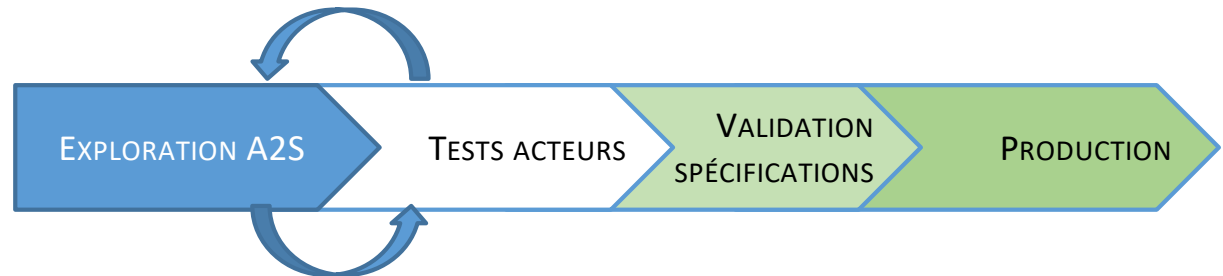 Exploration A2S
Tests acteurs
Validation
spécifications
Production